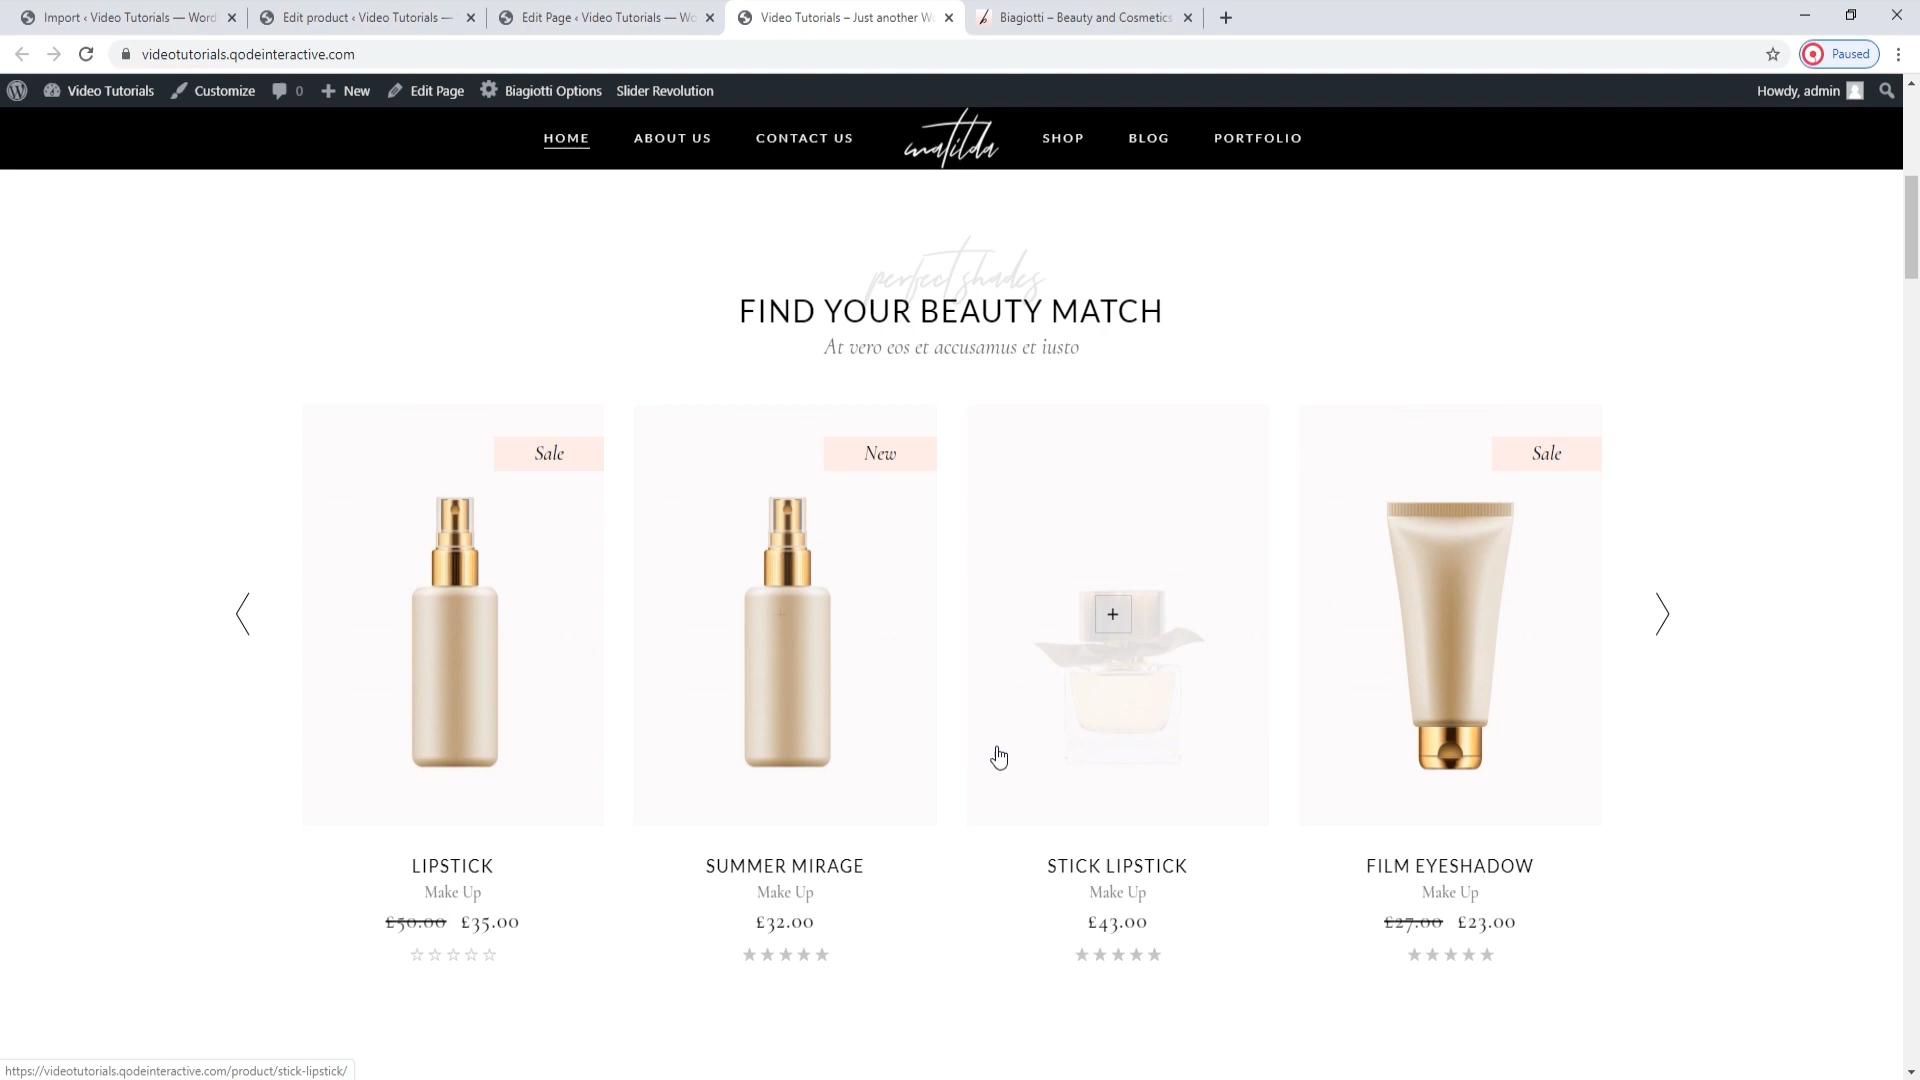 Import ‹ Video Tutorials — Word
Edit product ‹ Video Tutorials —
Edit Page ‹ Video Tutorials — Wo
Video Tutorials – Just another W
Biagiotti – Beauty and Cosmetics
videotutorials.qodeinteractive.com
Paused
Video Tutorials
Customize
0
New
Edit Page
Biagiotti Options
Slider Revolution
Howdy, admin
HOME
ABOUT US
CONTACT US
matilda
SHOP
BLOG
PORTFOLIO
perfect shades
FIND YOUR BEAUTY MATCH
At vero eos et accusamus et iusto
Sale
New
Sale
LIPSTICK
Make Up
£50.00 £35.00
SUMMER MIRAGE
Make Up
£32.00
STICK LIPSTICK
Make Up
£43.00
FILM EYESHADOW
Make Up
£27.00 £23.00
https://videotutorials.qodeinteractive.com/product/stick-lipstick/